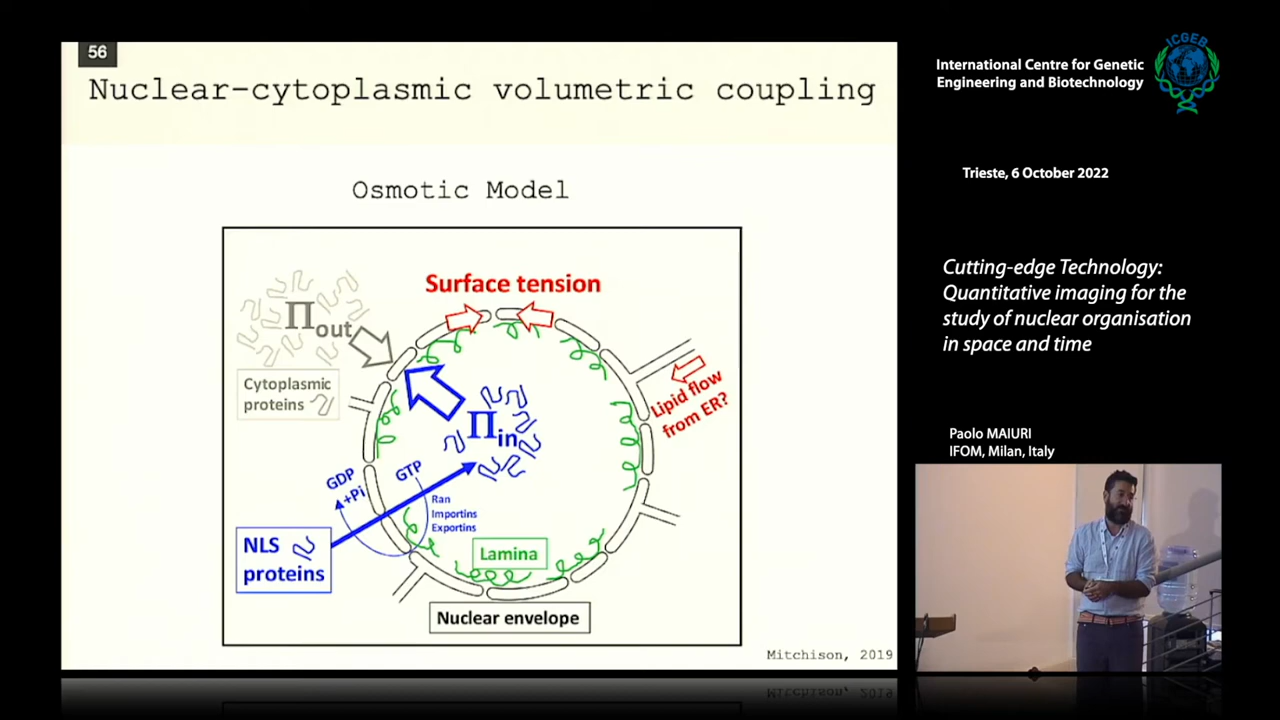 56
Nuclear-cytoplasmic volumetric coupling
Osmotic Model
Surface tension
Πout
Cytoplasmic
proteins
Lipid flow
from ER?
Πin
GDP
+Pi
GTP
Ran
Importins
Exportins
NLS
proteins
Lamina
Nuclear envelope
Mitchison, 2019
International Centre for Genetic
Engineering and Biotechnology
ICGEB
Trieste, 6 October 2022
Cutting-edge Technology:
Quantitative imaging for the
study of nuclear organisation
in space and time
Paolo MAIURI
IFOM, Milan, Italy